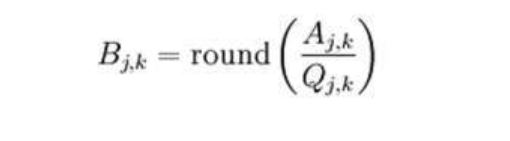 B_{j,k} = round ( A_{j,k} / Q_{j,k} )